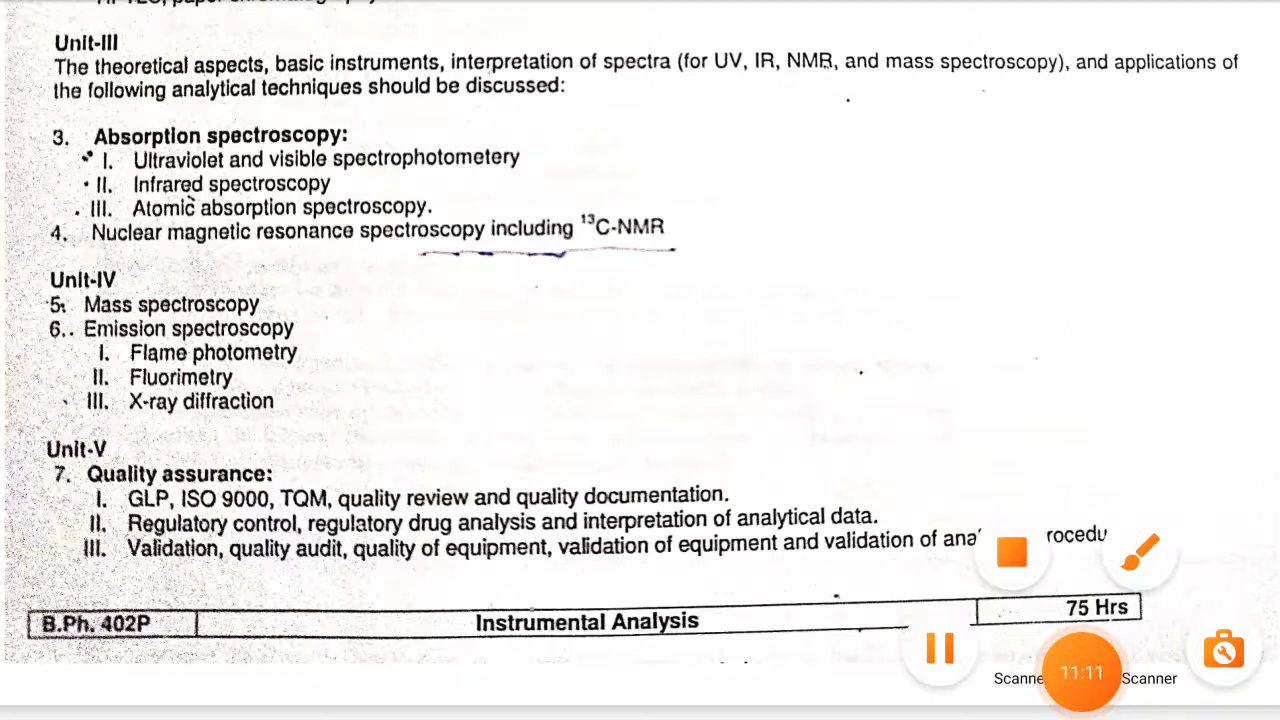 Unit-III
The theoretical aspects, basic instruments, interpretation of spectra (for UV, IR, NMR, and mass spectroscopy), and applications of
the following analytical techniques should be discussed:
3. Absorption spectroscopy:
I. Ultraviolet and visible spectrophotometery
II. Infrared spectroscopy
III. Atomic absorption spectroscopy.
4. Nuclear magnetic resonance spectroscopy including ¹³C-NMR
Unit-IV
5. Mass spectroscopy
6. Emission spectroscopy
I. Flame photometry
II. Fluorimetry
III. X-ray diffraction
Unit-V
7. Quality assurance:
I. GLP, ISO 9000, TQM, quality review and quality documentation.
II. Regulatory control, regulatory drug analysis and interpretation of analytical data.
III. Validation, quality audit, quality of equipment, validation of equipment and validation of ana rocedu
B.Ph. 402P Instrumental Analysis 75 Hrs
Scanne 11:11 Scanner